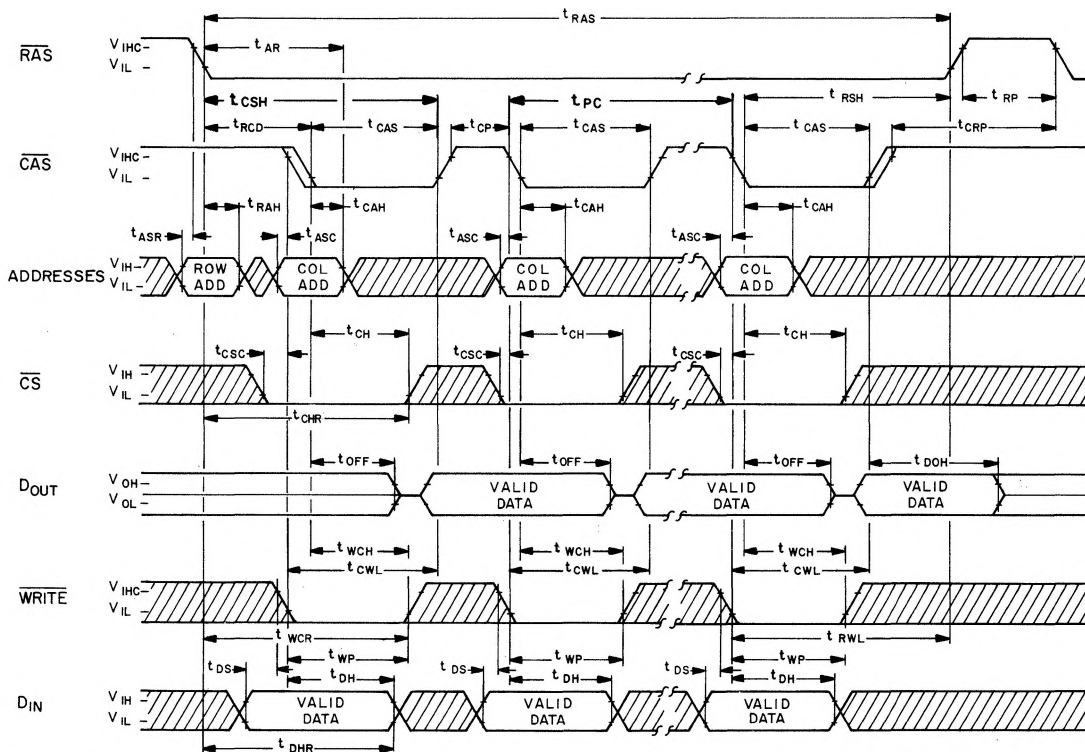 tRAS
RAS VIHC VIL tAR
tCSH tPC tRSH tRP
tRCD tCAS tCP tCAS tCAS tCRP
CAS VIHC VIL
tRAH tCAH tCAH tCAH
tASR tASC tASC tASC
ADDRESSES VIH VIL ROW ADD COL ADD COL ADD COL ADD
tCH tCH tCH
tCSC tCSC tCSC
CS VIH VIL
tCHR
tOFF tOFF tOFF tDOH
DOUT VOH VOL VALID DATA VALID DATA VALID DATA
tWCH tWCH tWCH
tCWL tCWL tCWL
WRITE VIHC VIL
tWCR tRWL
tWP tWP tWP
tDS tDH tDS tDH tDS tDH
DIN VIH VIL VALID DATA VALID DATA VALID DATA
tDHR